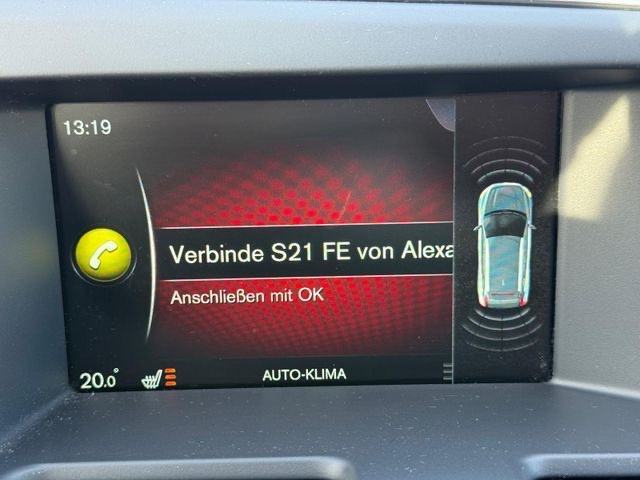 13:19
Verbinde S21 FE von Alexa
Anschließen mit OK
20.0°
AUTO-KLIMA